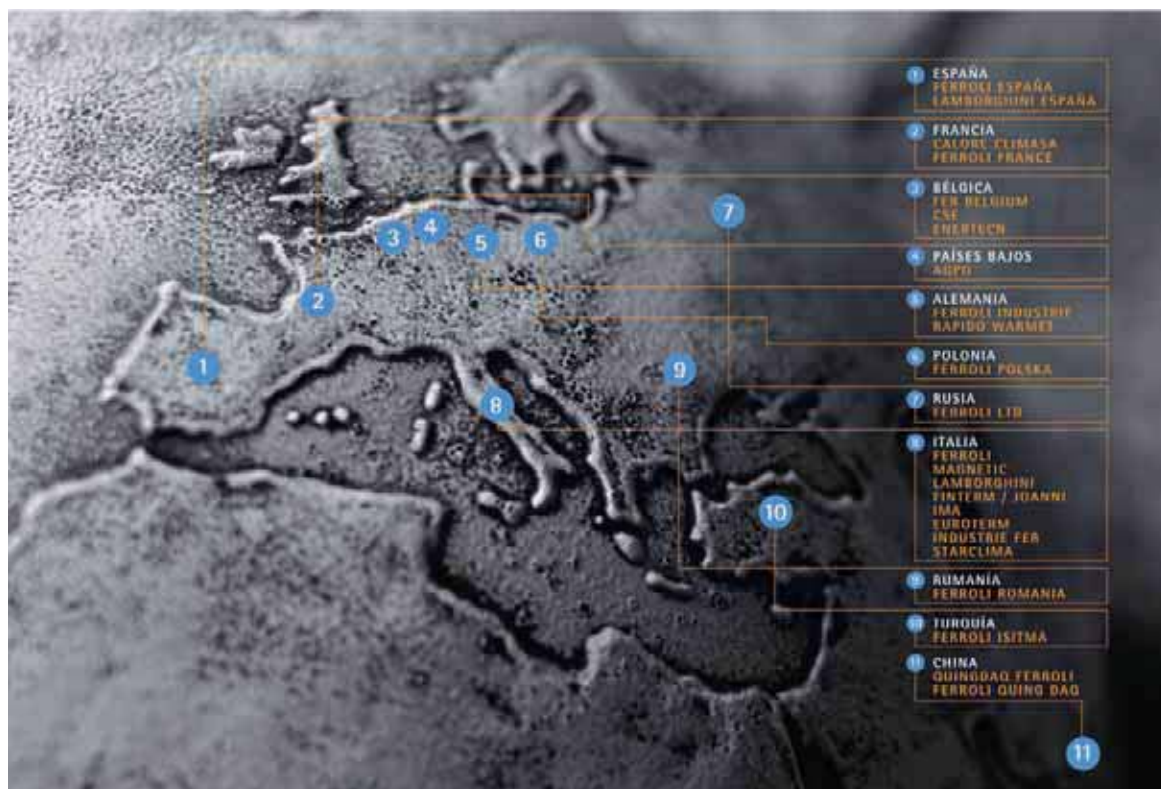 1 ESPAÑA
FERROLI ESPAÑA
LAMBORGHINI ESPAÑA
2 FRANCIA
CALORC CLIMASA
FERROLI FRANCE
3 BÉLGICA
FER BELGIUM
CSE
ENERTECH
4 PAÍSES BAJOS
AGPO
5 ALEMANIA
FERROLI INDUSTRIE
RAPIDO WARMET
6 POLONIA
FERROLI POLSKA
7 RUSIA
FERROLI LTD
8 ITALIA
FERROLI
MAGNETIC
LAMBORGHINI
FINTERM / JOANNI
IMA
EUROTERM
INDUSTRIE FER
STARCLIMA
9 RUMANÍA
FERROLI ROMANIA
10 TURQUÍA
FERROLI ISITMA
11 CHINA
QUINGDAO FERROLI
FERROLI QUING DAO
7
3
4
5
6
2
1
9
8
10
11